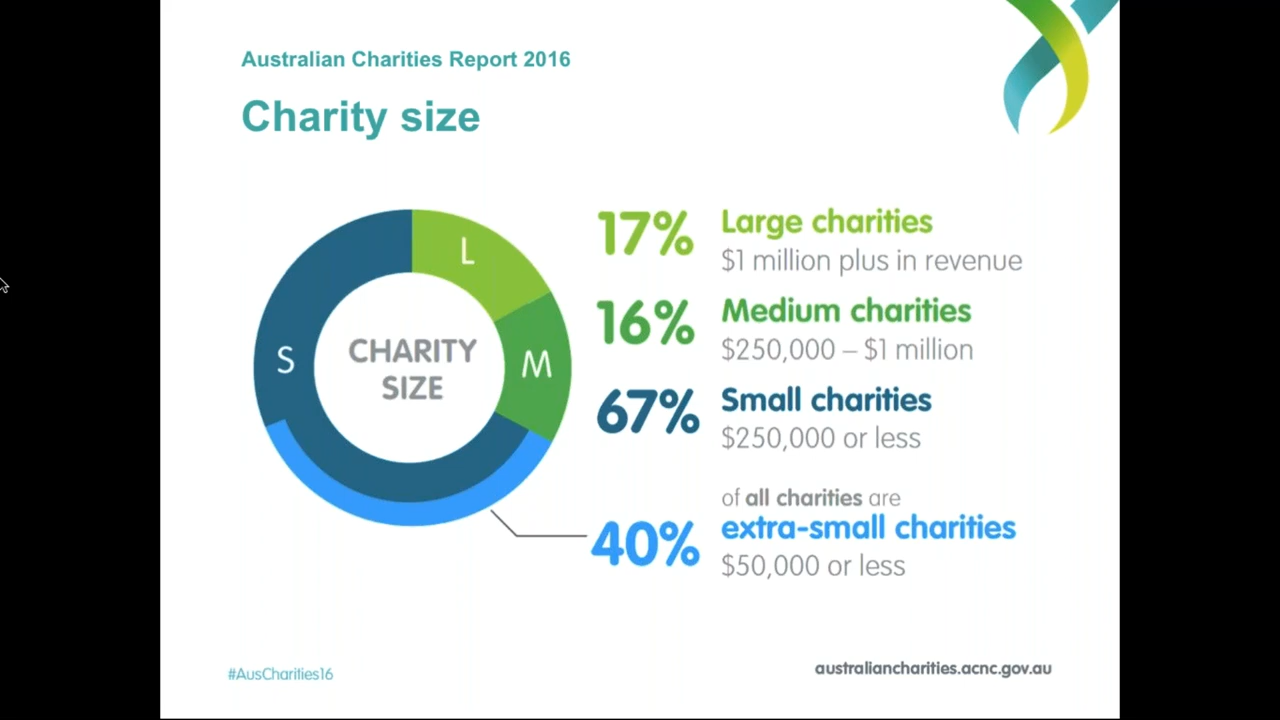 Australian Charities Report 2016
Charity size
L
M
S
CHARITY
SIZE
17%
Large charities
$1 million plus in revenue
16%
Medium charities
$250,000 – $1 million
67%
Small charities
$250,000 or less
of all charities are
40%
extra-small charities
$50,000 or less
#AusCharities16
australiancharities.acnc.gov.au